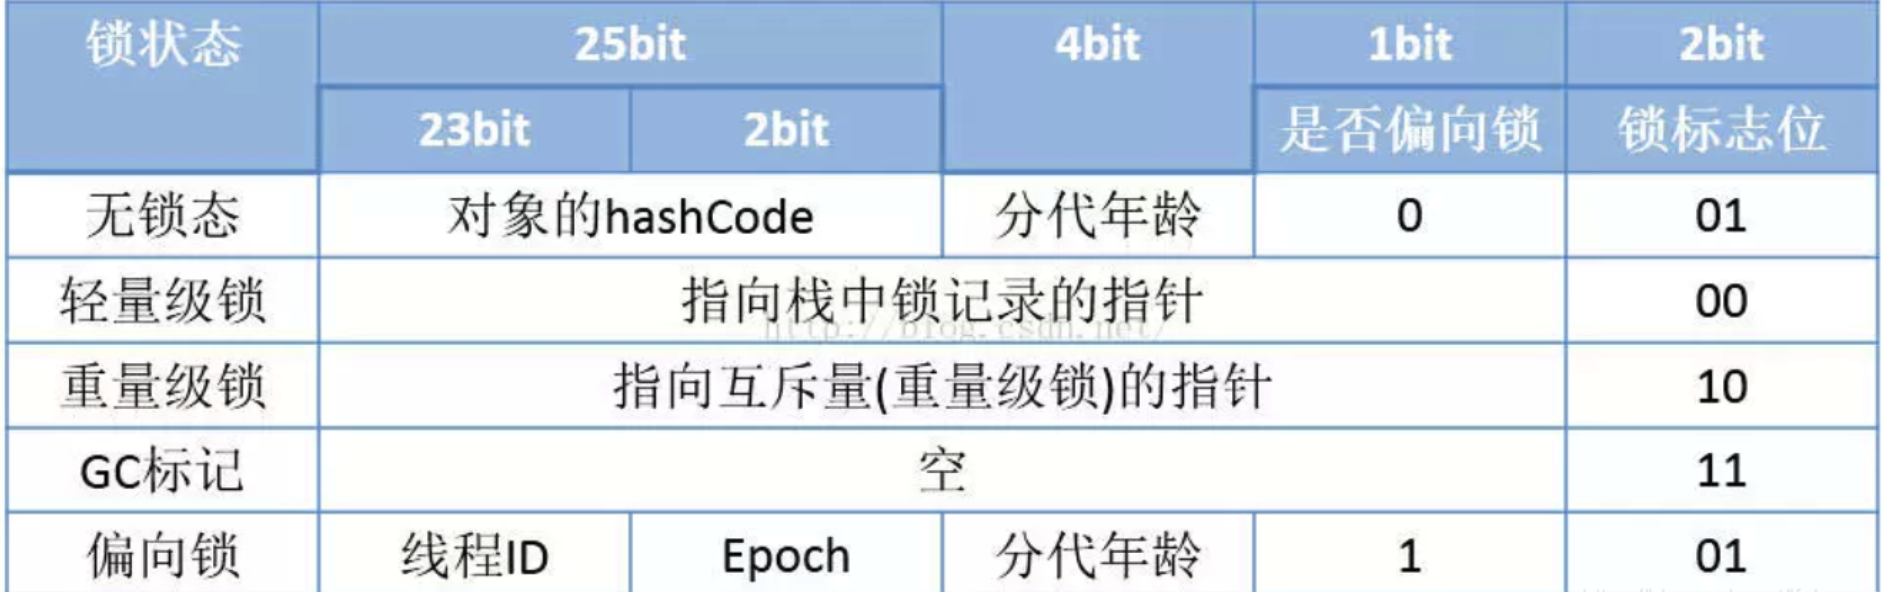 锁状态 25bit 4bit 1bit 2bit
23bit 2bit 是否偏向锁 锁标志位
无锁态 对象的hashCode 分代年龄 0 01
轻量级锁 指向栈中锁记录的指针 00
http://blog.csdn.net/
重量级锁 指向互斥量(重量级锁)的指针 10
GC标记 空 11
偏向锁 线程ID Epoch 分代年龄 1 01